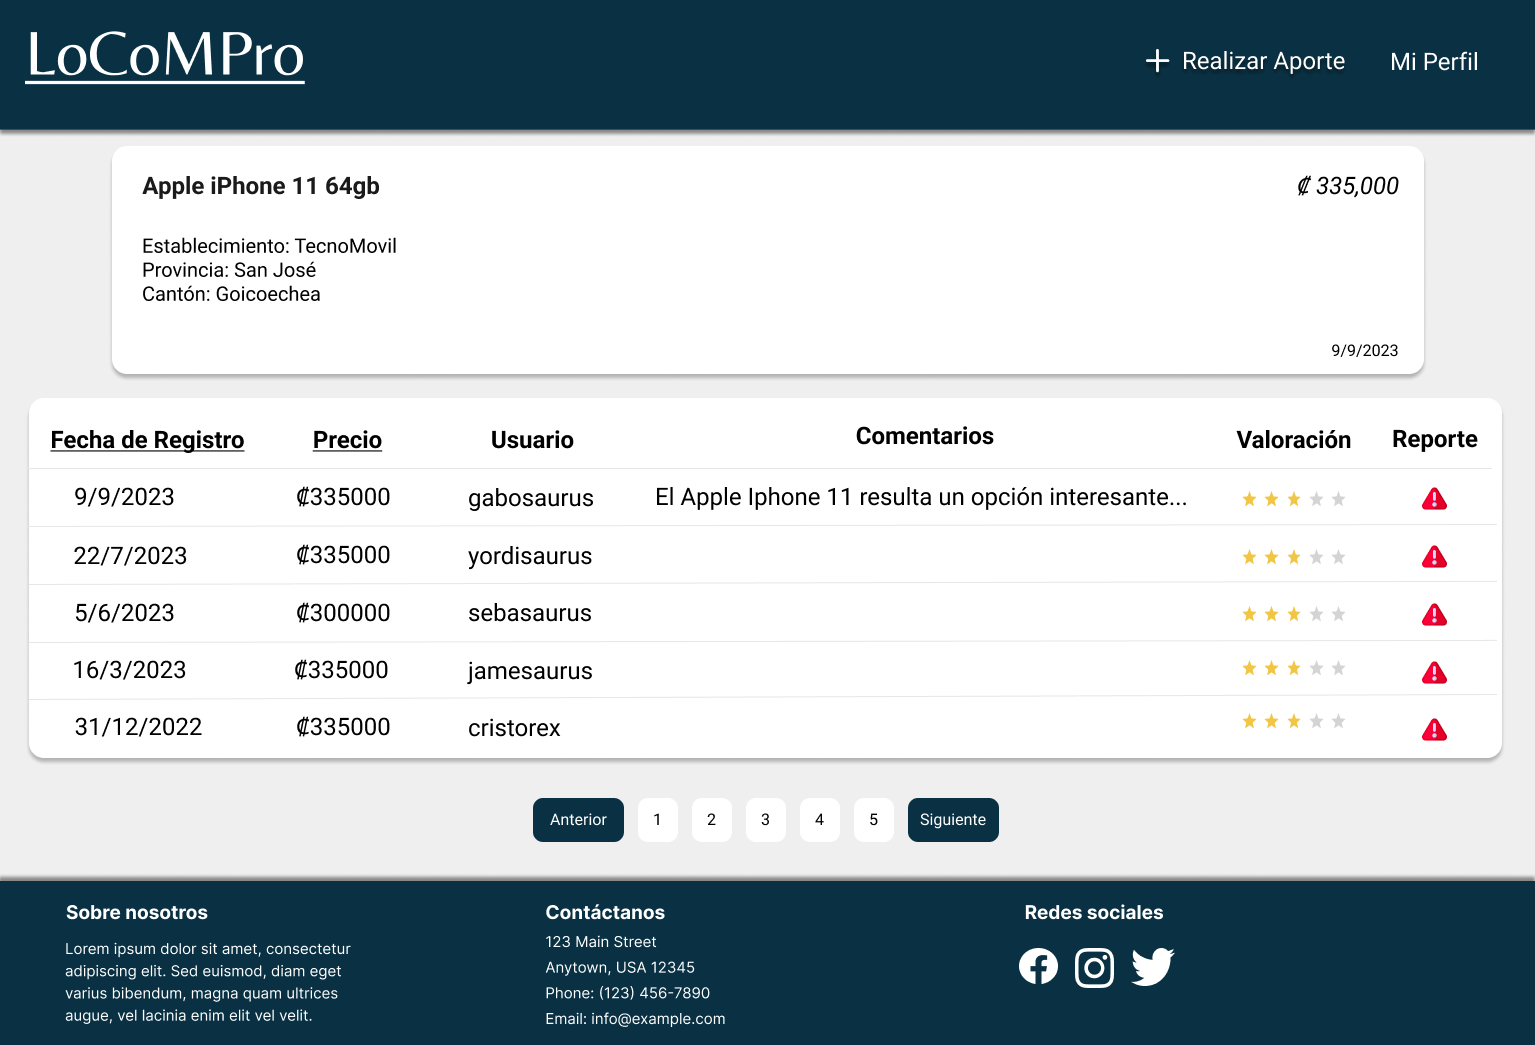 LoCoMPro
Realizar Aporte
Mi Perfil
Apple iPhone 11 64gb
₡ 335,000
Establecimiento: TecnoMovil
Provincia: San José
Cantón: Goicoechea
9/9/2023
Fecha de Registro Precio Usuario Comentarios Valoración Reporte
9/9/2023 ₡335000 gabosaurus El Apple Iphone 11 resulta un opción interesante...
22/7/2023 ₡335000 yordisaurus
5/6/2023 ₡300000 sebasaurus
16/3/2023 ₡335000 jamesaurus
31/12/2022 ₡335000 cristorex
Anterior 1 2 3 4 5 Siguiente
Sobre nosotros
Lorem ipsum dolor sit amet, consectetur
adipiscing elit. Sed euismod, diam eget
varius bibendum, magna quam ultrices
augue, vel lacinia enim elit vel velit.
Contáctanos
123 Main Street
Anytown, USA 12345
Phone: (123) 456-7890
Email: info@example.com
Redes sociales